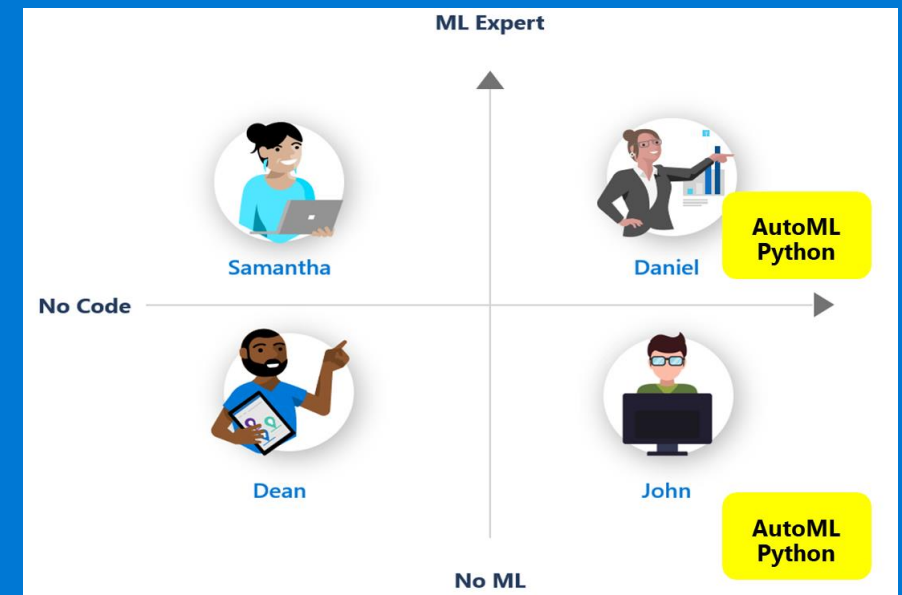 ML Expert
Samantha
Daniel
AutoML
Python
No Code
Dean
John
AutoML
Python
No ML